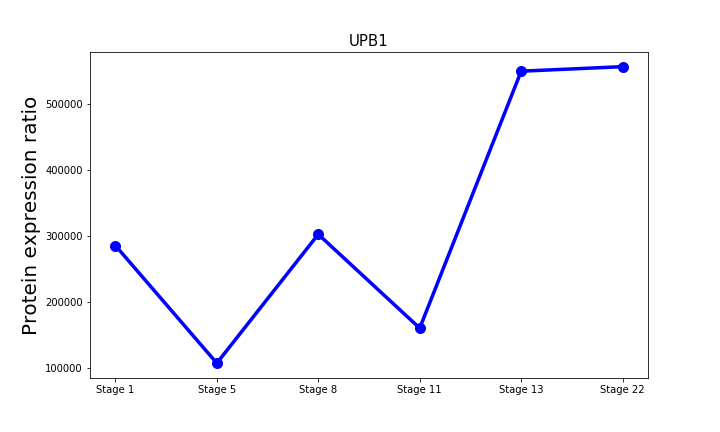 UPB1
Protein expression ratio
500000
400000
300000
200000
100000
Stage 1 Stage 5 Stage 8 Stage 11 Stage 13 Stage 22